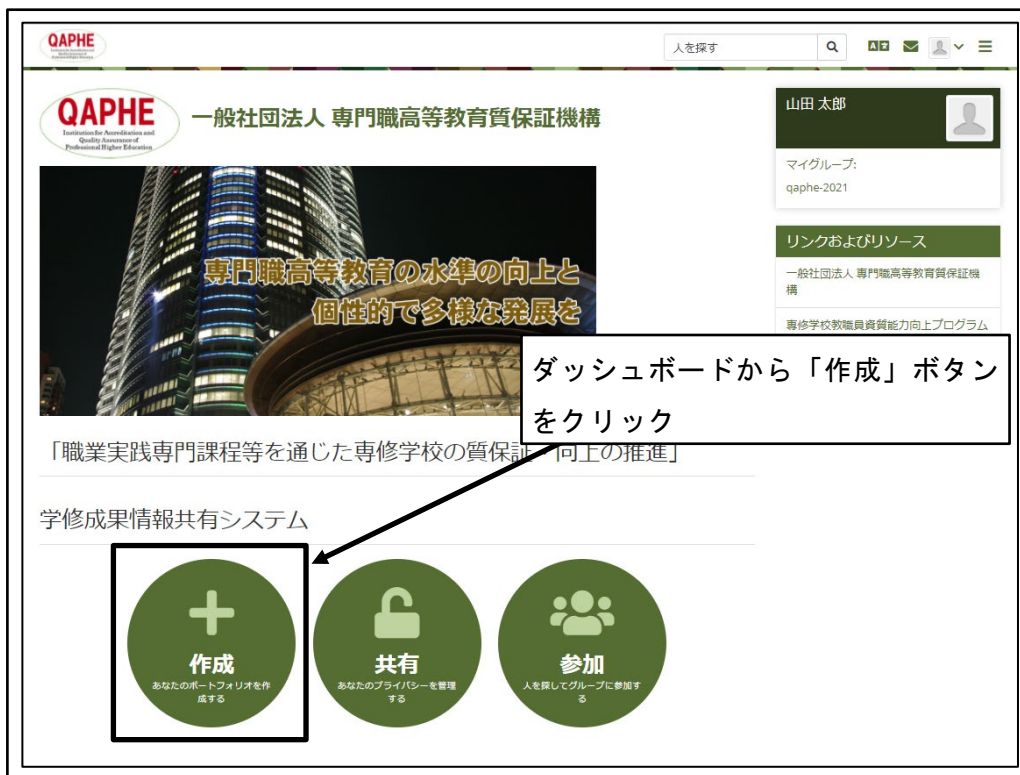 QAPHE
人を探す
QAPHE
Institution for Accreditation and
Quality Assurance of
Professional Higher Education
一般社団法人 専門職高等教育質保証機構
山田 太郎
マイグループ:
qaphe-2021
専門職高等教育の水準の向上と
個性的で多様な発展を
リンクおよびリソース
一般社団法人 専門職高等教育質保証機
構
専修学校教職員資質能力向上プログラム
ダッシュボードから「作成」ボタン
をクリック
「職業実践専門課程等を通じた専修学校の質保証・向上の推進」
学修成果情報共有システム
作成
あなたのポートフォリオを作
成する
共有
あなたのプライバシーを管理
する
参加
人を探してグループに参加す
る